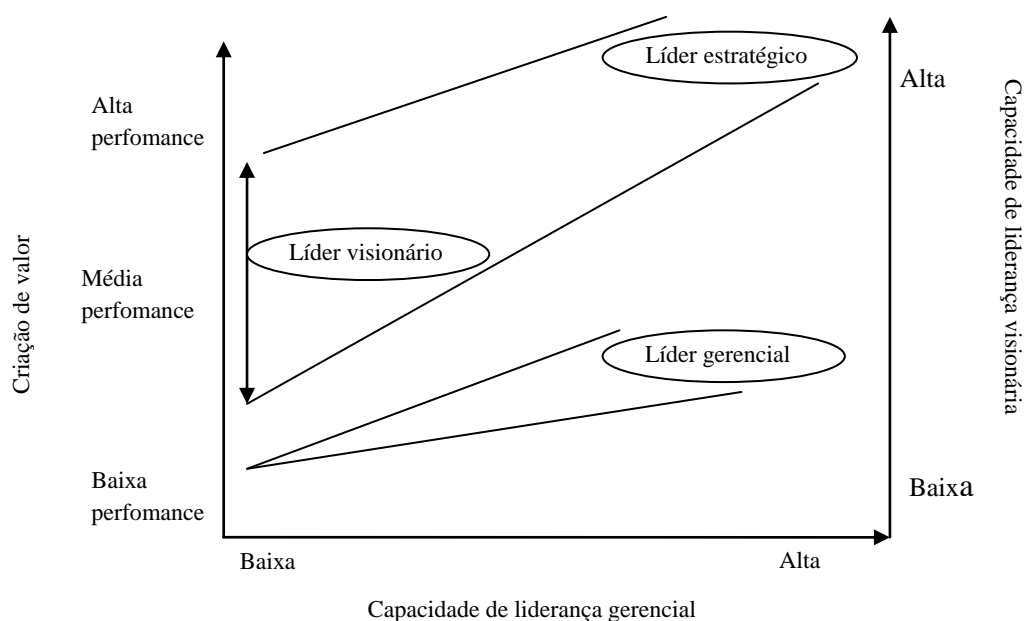 Líder estratégico
Alta
Alta
perfomance
Líder visionário
Média
perfomance
Líder gerencial
Baixa
perfomance
Baixa
Baixa
Alta
Capacidade de liderança gerencial
Criação de valor
Capacidade de liderança visionária